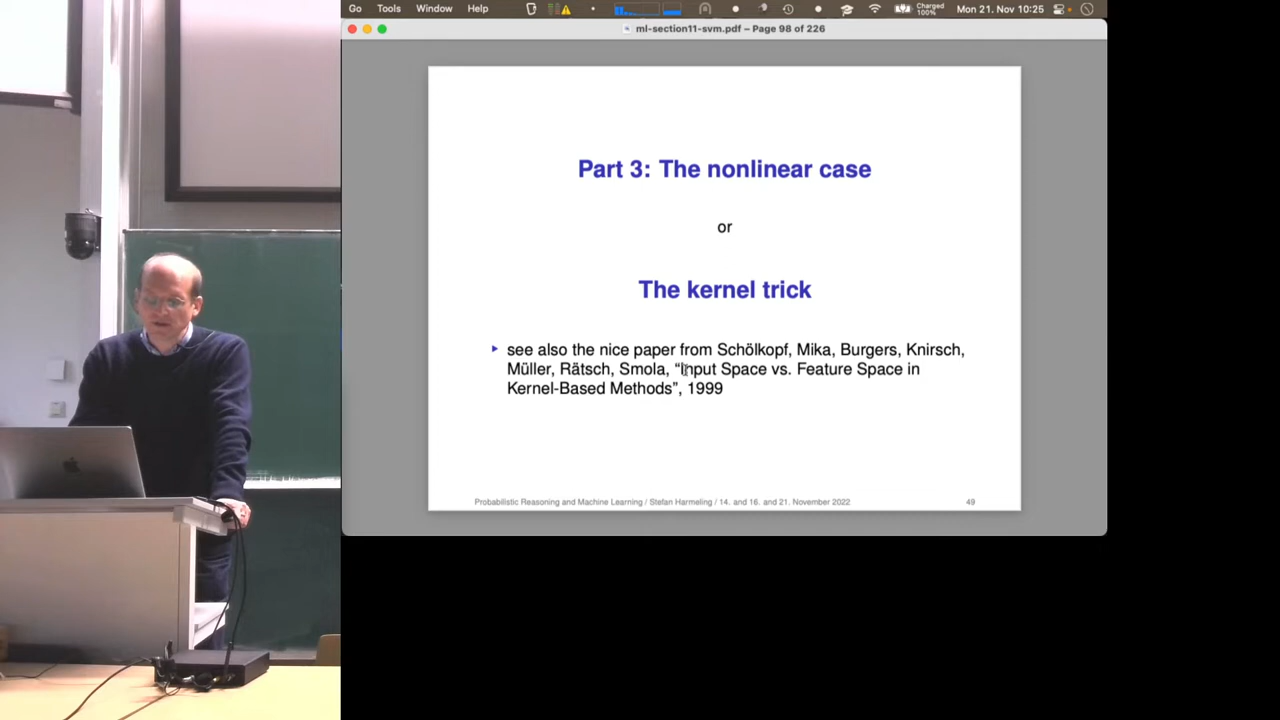 Go Tools Window Help Charged 100% Mon 21. Nov 10:25
ml-section11-svm.pdf – Page 98 of 226
Part 3: The nonlinear case
or
The kernel trick
see also the nice paper from Schölkopf, Mika, Burgers, Knirsch,
Müller, Rätsch, Smola, “Input Space vs. Feature Space in
Kernel-Based Methods”, 1999
Probabilistic Reasoning and Machine Learning / Stefan Harmeling / 14. and 16. and 21. November 2022 49